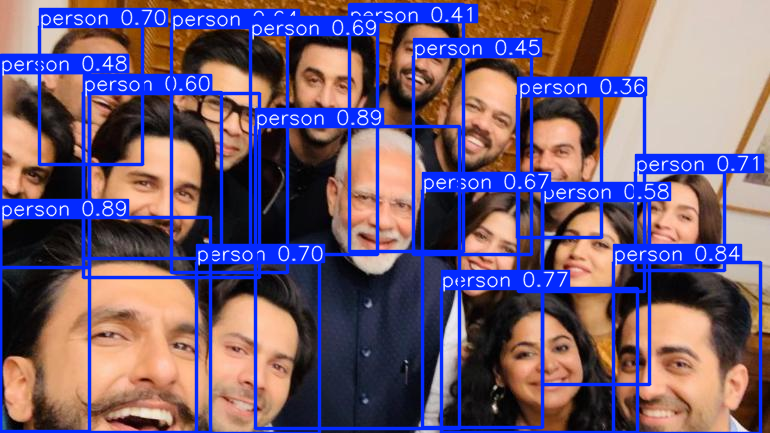 person 0.41
person 0.70
person 0.64
person 0.69
person 0.45
person 0.48
person 0.60
person 0.36
person 0.89
person 0.71
person 0.67
person 0.58
person 0.89
person 0.70
person 0.84
person 0.77